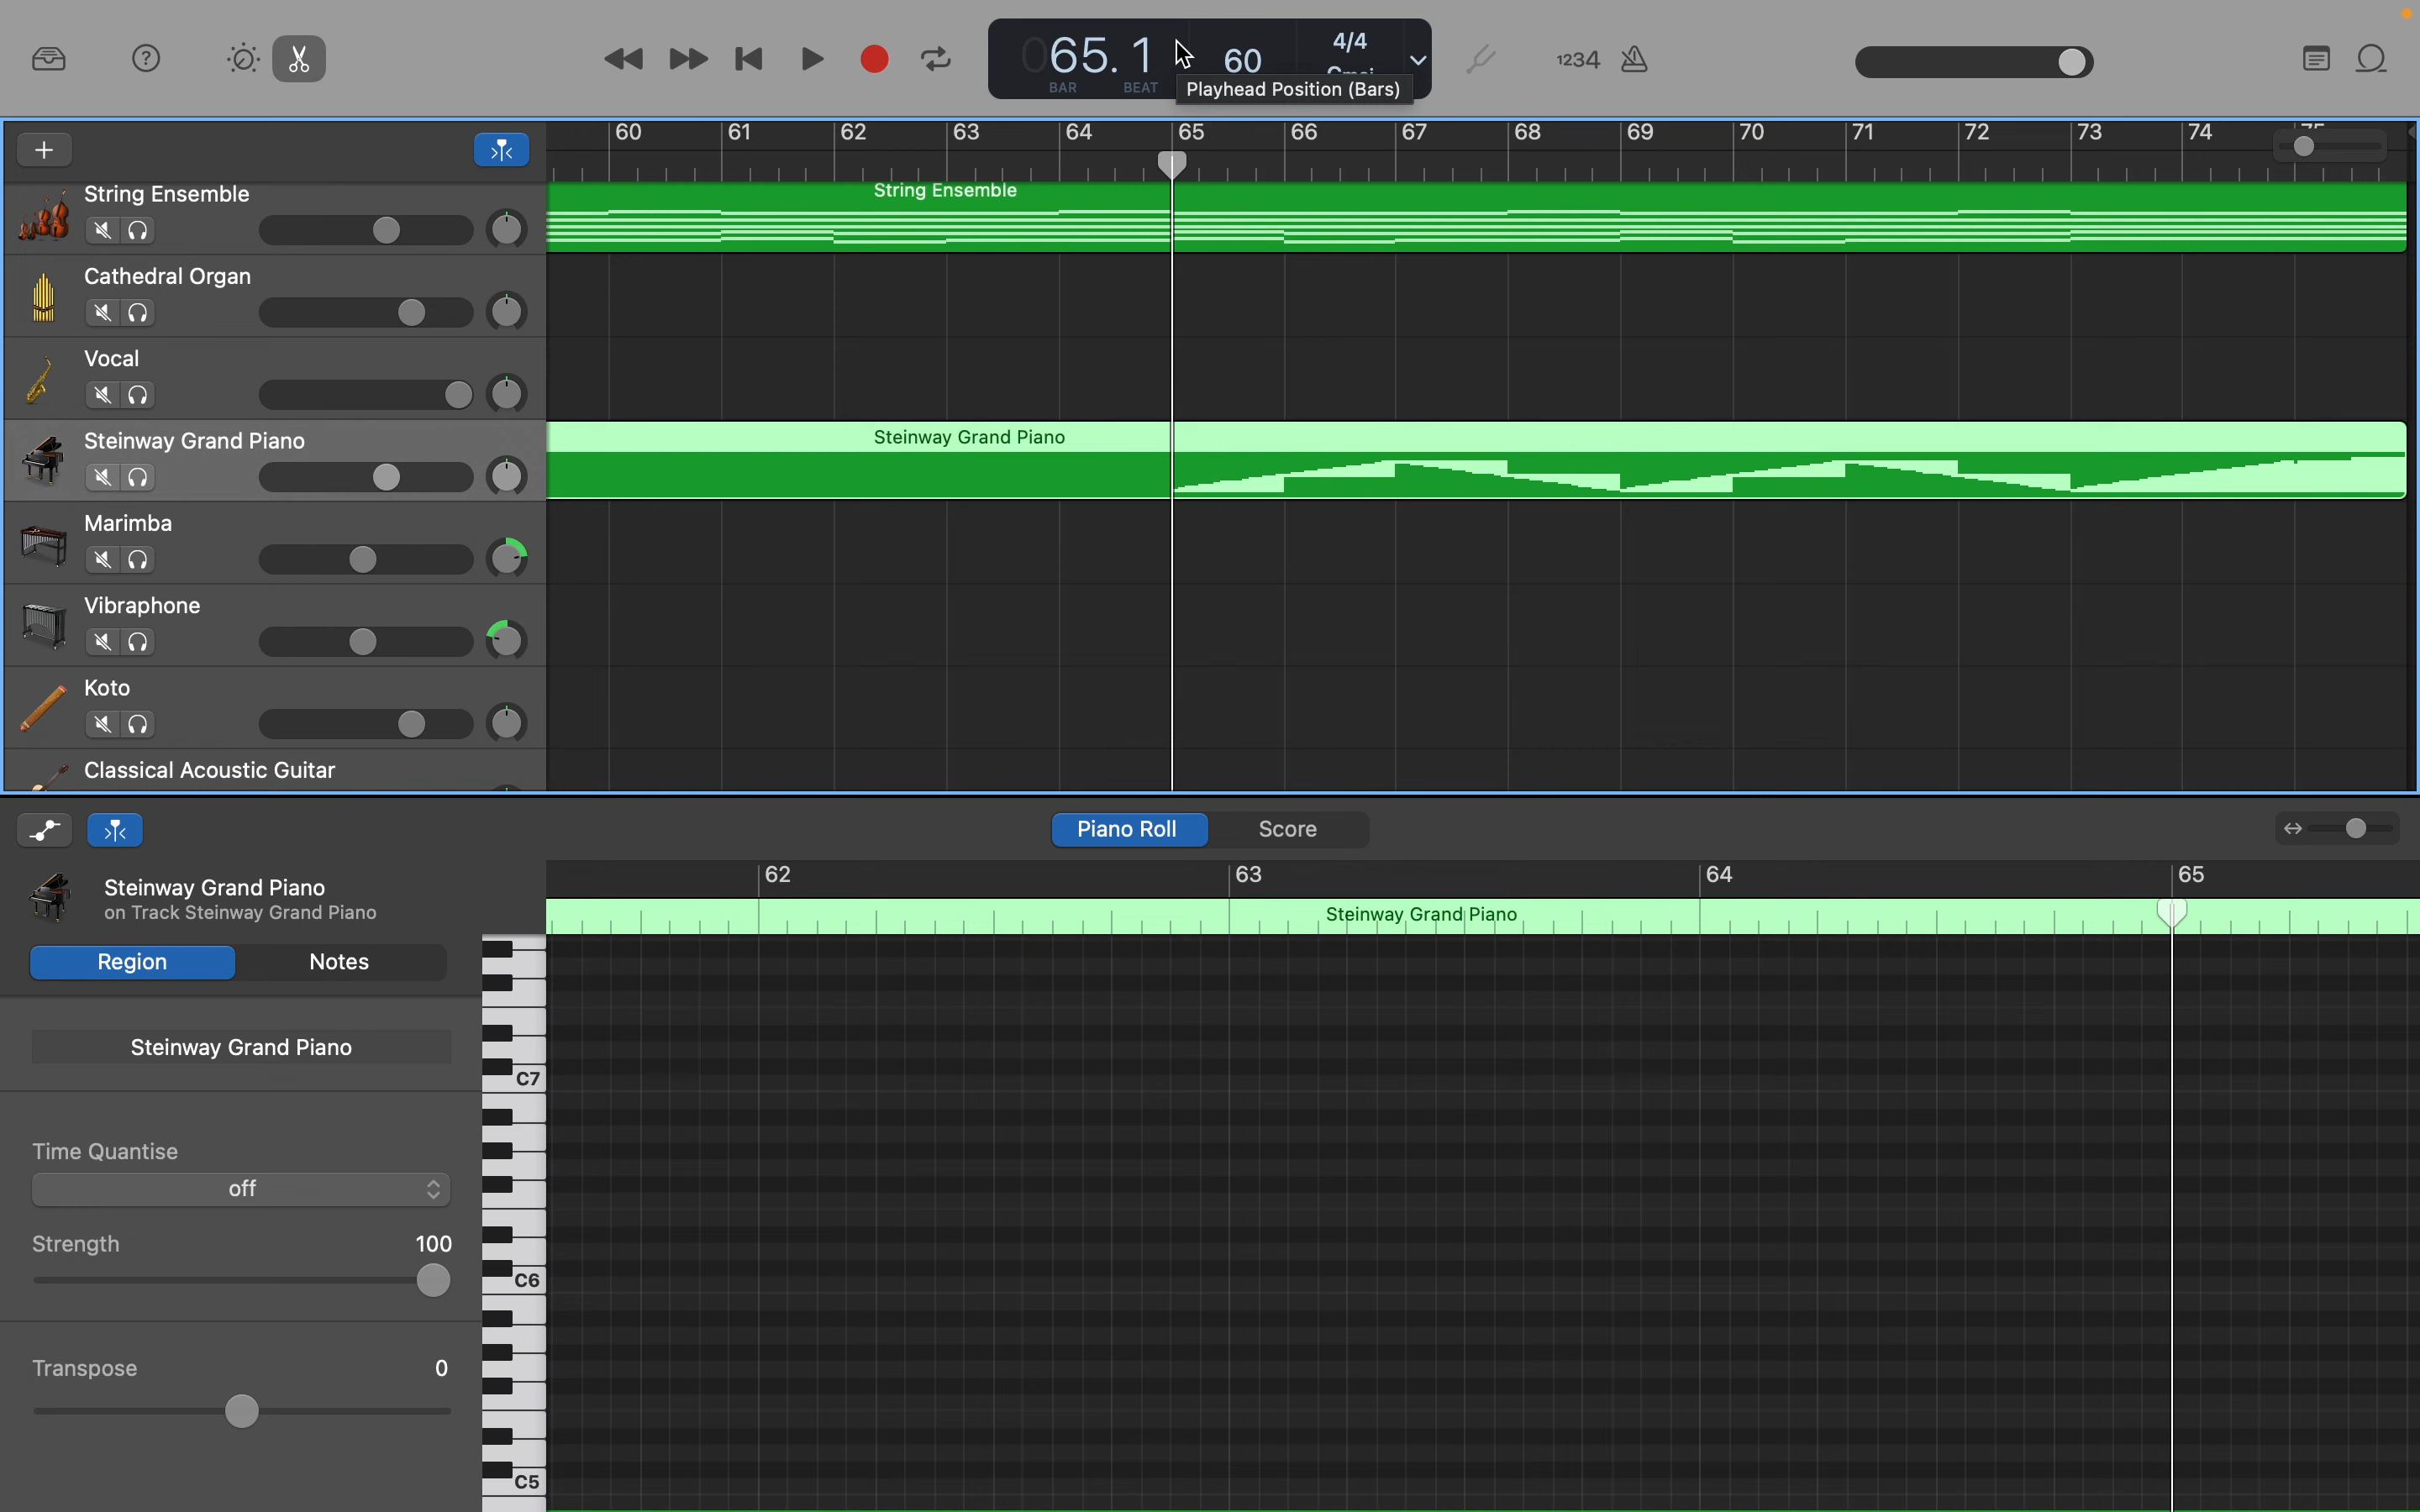 065. 1
BAR BEAT
60
4/4
Playhead Position (Bars)
1234
60 61 62 63 64 65 66 67 68 69 70 71 72 73 74
String Ensemble
String Ensemble
Cathedral Organ
Vocal
Steinway Grand Piano
Steinway Grand Piano
Marimba
Vibraphone
Koto
Classical Acoustic Guitar
Piano Roll Score
62 63 64 65
Steinway Grand Piano
on Track Steinway Grand Piano
Steinway Grand Piano
Region Notes
Steinway Grand Piano
C7
Time Quantise
off
Strength 100
C6
Transpose 0
C5